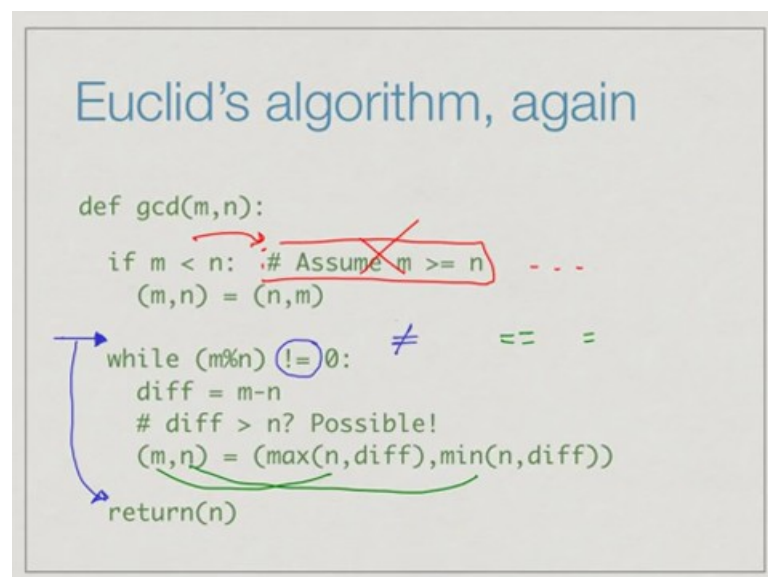 Euclid's algorithm, again
def gcd(m,n):
if m < n: # Assume m >= n - - -
(m,n) = (n,m)
while (m%n) != 0: ≠ == =
diff = m-n
# diff > n? Possible!
(m,n) = (max(n,diff),min(n,diff))
return(n)